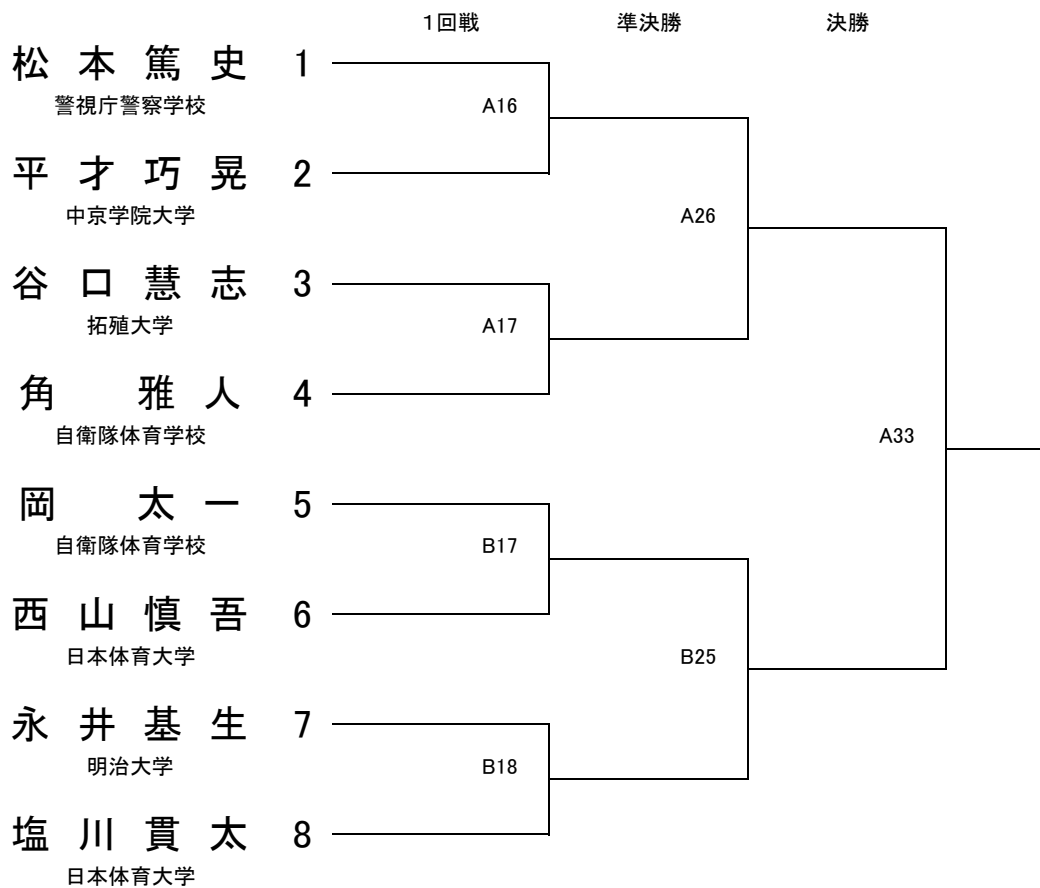 １回戦 準決勝 決勝
松本篤史 1
警視庁警察学校
A16
平才巧晃 2
中京学院大学
A26
谷口慧志 3
拓殖大学
A17
角 雅人 4
自衛隊体育学校
A33
岡 太一 5
自衛隊体育学校
B17
西山慎吾 6
日本体育大学
B25
永井基生 7
明治大学
B18
塩川貫太 8
日本体育大学